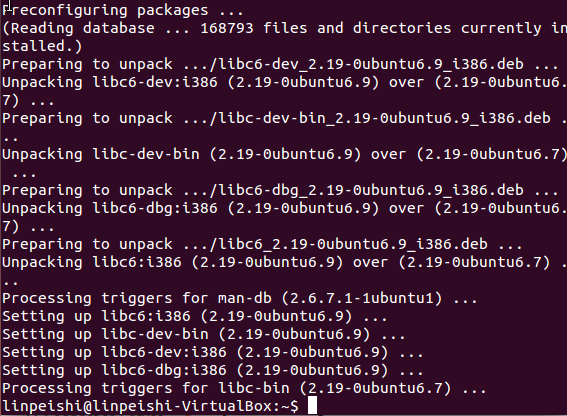 Preconfiguring packages ...
(Reading database ... 168793 files and directories currently in
stalled.)
Preparing to unpack .../libc6-dev_2.19-0ubuntu6.9_i386.deb ...
Unpacking libc6-dev:i386 (2.19-0ubuntu6.9) over (2.19-0ubuntu6.
7) ...
Preparing to unpack .../libc-dev-bin_2.19-0ubuntu6.9_i386.deb .
..
Unpacking libc-dev-bin (2.19-0ubuntu6.9) over (2.19-0ubuntu6.7)
 ...
Preparing to unpack .../libc6-dbg_2.19-0ubuntu6.9_i386.deb ...
Unpacking libc6-dbg:i386 (2.19-0ubuntu6.9) over (2.19-0ubuntu6.
7) ...
Preparing to unpack .../libc6_2.19-0ubuntu6.9_i386.deb ...
Unpacking libc6:i386 (2.19-0ubuntu6.9) over (2.19-0ubuntu6.7) .
..
Processing triggers for man-db (2.6.7.1-1ubuntu1) ...
Setting up libc6:i386 (2.19-0ubuntu6.9) ...
Setting up libc-dev-bin (2.19-0ubuntu6.9) ...
Setting up libc6-dev:i386 (2.19-0ubuntu6.9) ...
Setting up libc6-dbg:i386 (2.19-0ubuntu6.9) ...
Processing triggers for libc-bin (2.19-0ubuntu6.7) ...
linpeishi@linpeishi-VirtualBox:~$